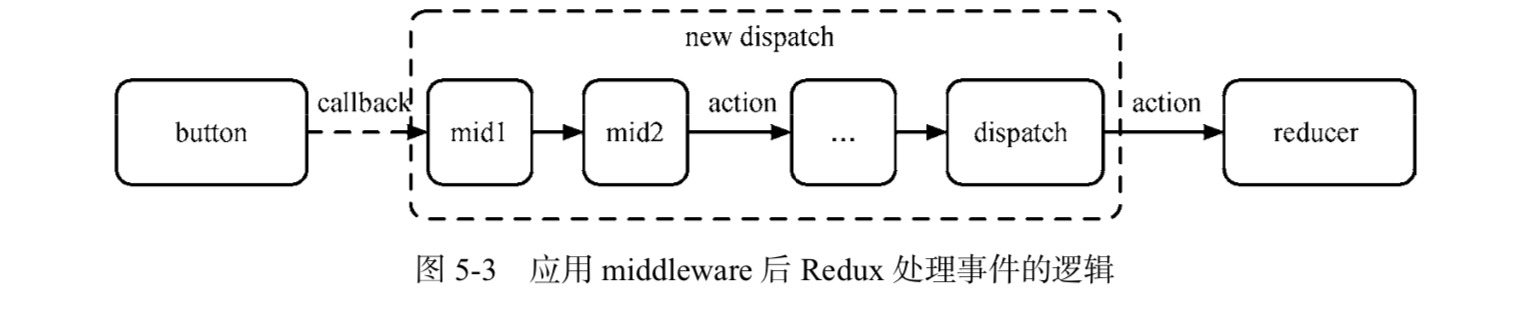 new dispatch
callback
action
action
button
mid1
mid2
...
dispatch
reducer
图 5-3 应用 middleware 后 Redux 处理事件的逻辑